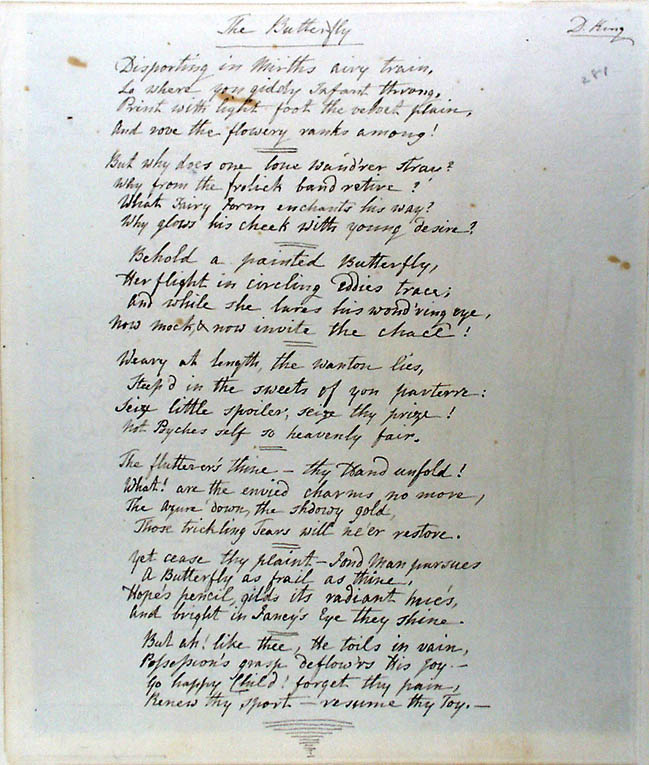 The Butterfly
D. King
281
Disporting in Mirths airy train,
Lo where yon giddy Infant throng,
Print with light foot the velvet plain,
And rove the flowery ranks among!
But why does one lone wand'rer stray?
Why from the frolick band retire?
What Fairy Form enchants his way?
Why glows his cheek with young desire?
Behold a painted Butterfly,
Her flight in circling Eddies trace;
And while she lures his wond'ring eye,
Now mock, & now invite the chace!
Weary at length, the wanton lies,
Steep'd in the sweets of yon parterre:
Seize little spoiler, seize thy prize!
Not Psyches self so heavenly fair.
The flutterer's thine – thy Hand unfold!
What! are the envied charms no more,
The azure down, the shdowy gold,
Those trickling Tears will ne'er restore.
Yet cease thy plaint – Fond Man pursues
A Butterfly as frail as thine,
Hope's pencil gilds its radiant hue's,
And bright in Fancy's Eye they shine.
But ah! like thee, He toils in vain,
Possession's grasp deflow'rs His Joy. –
Go happy Child! forget thy pain,
Renew thy sport – resume thy Toy. –